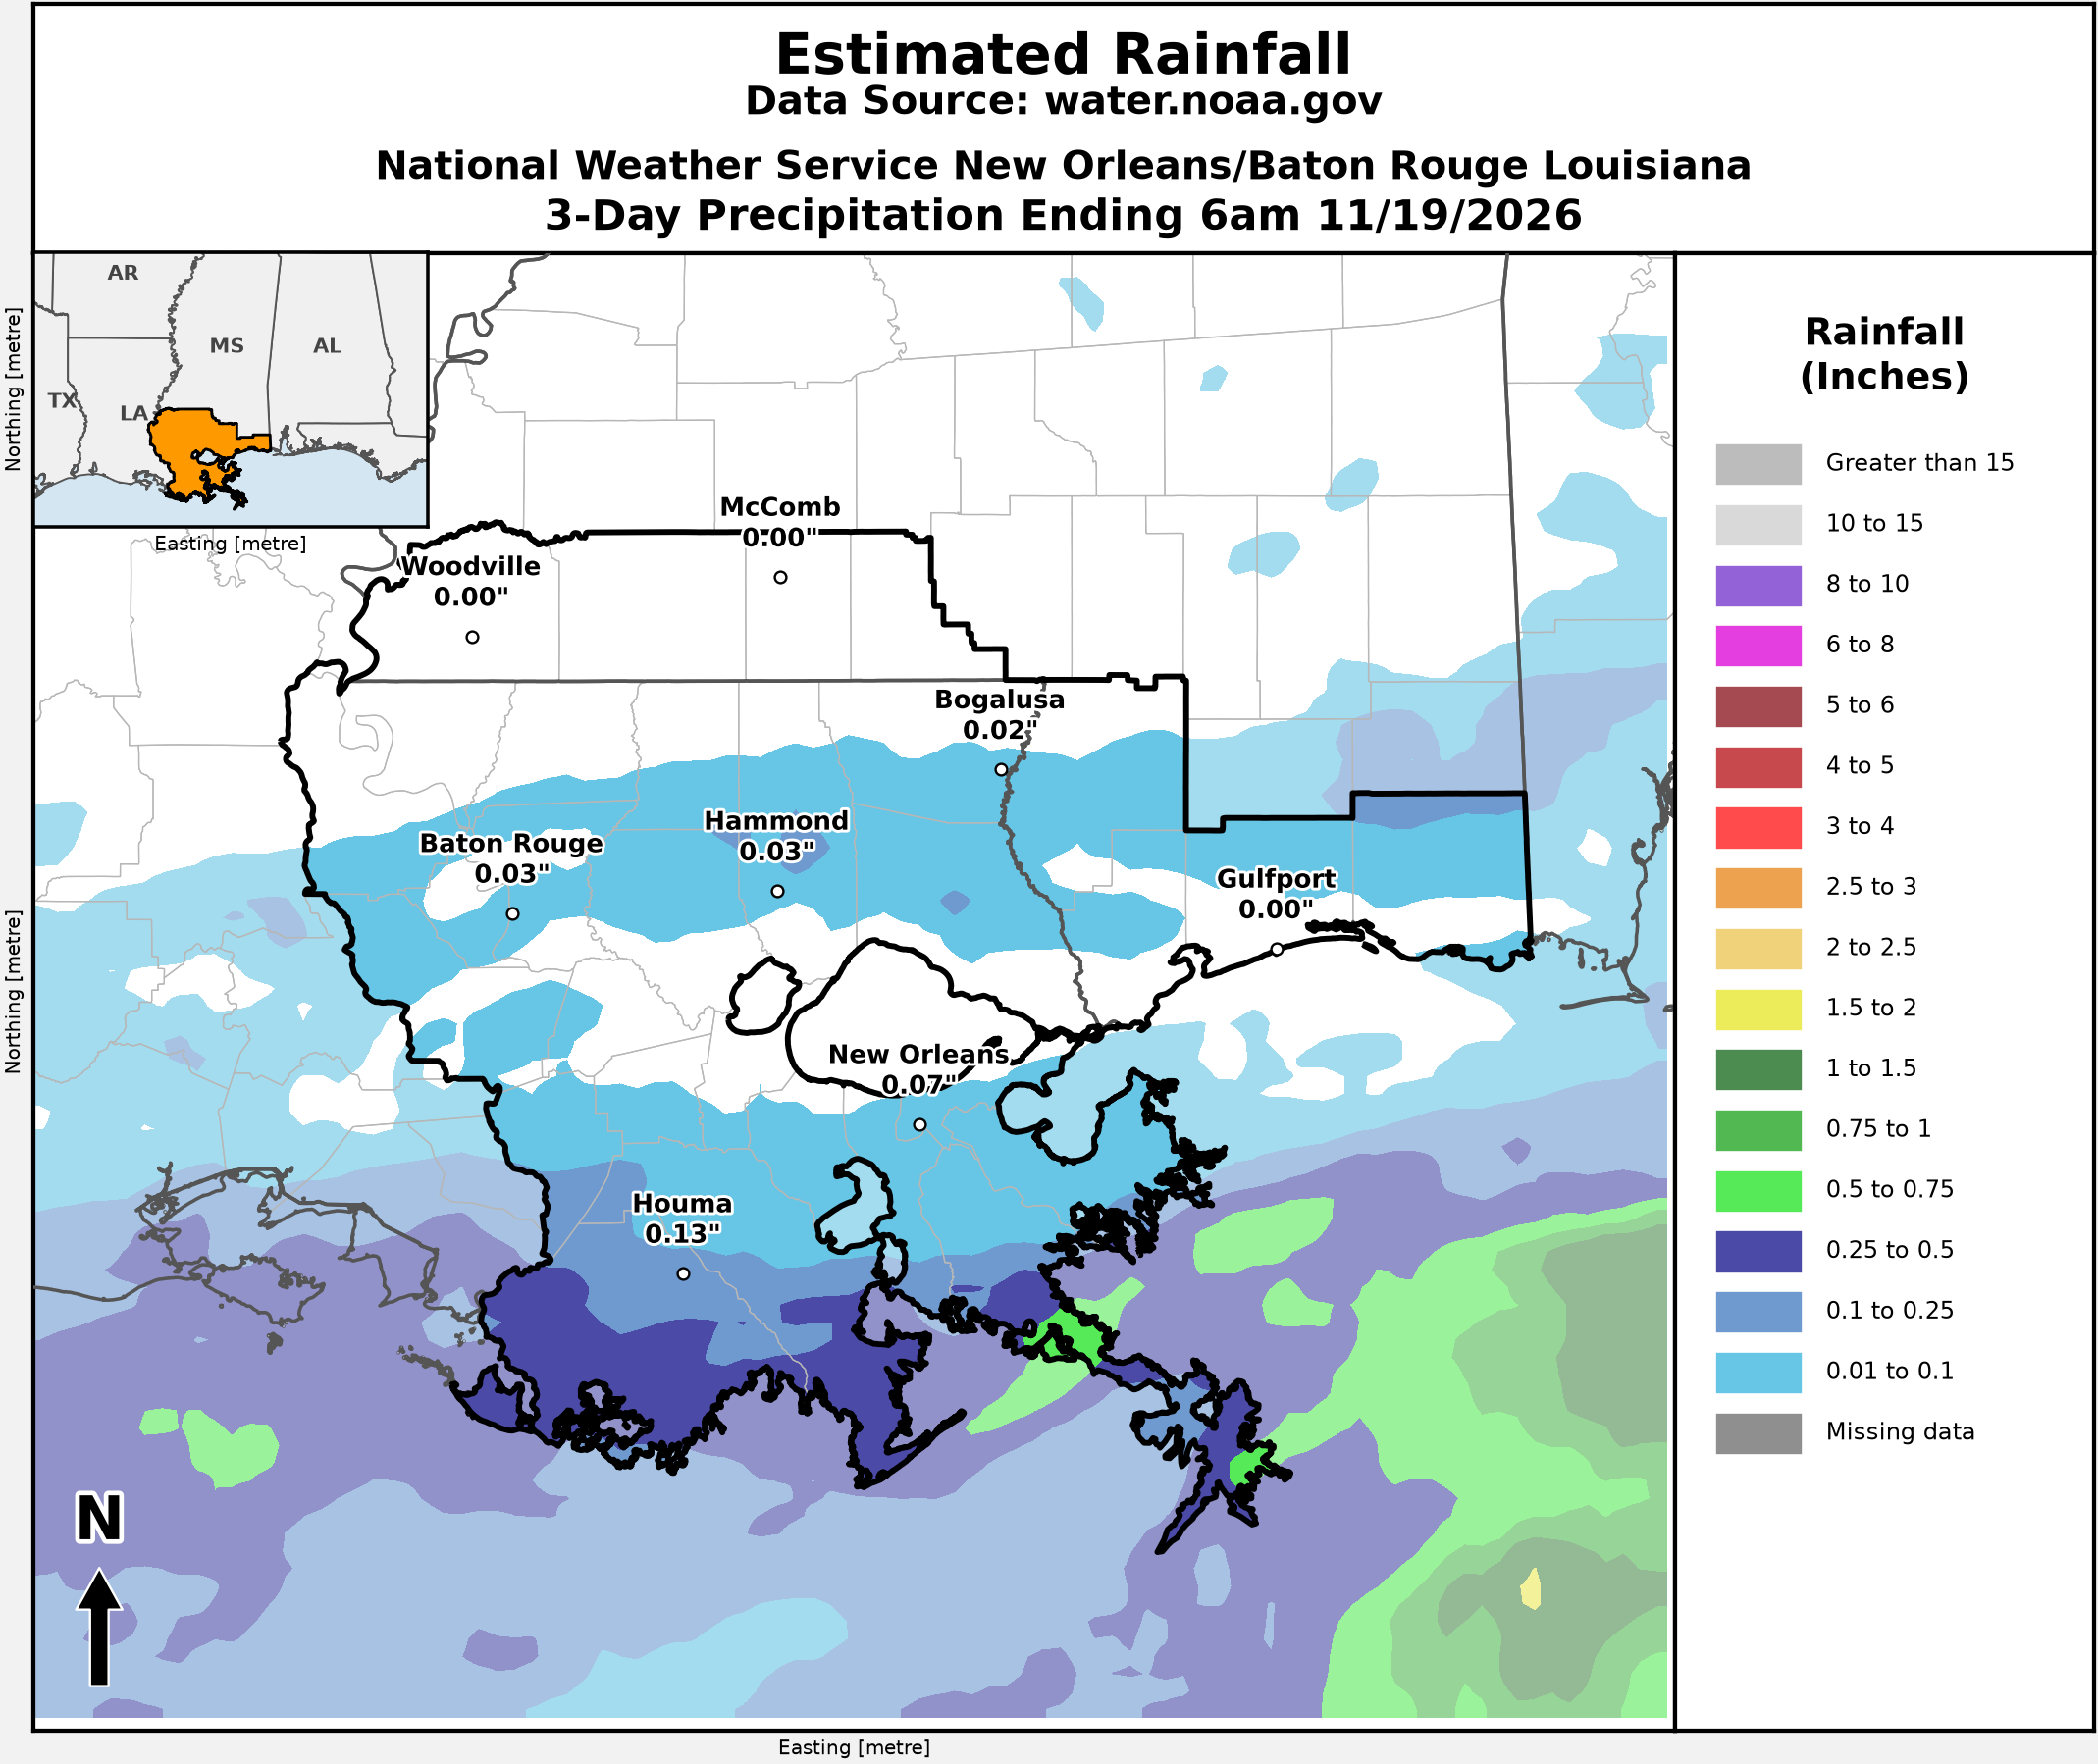 Estimated Rainfall
Data Source: water.noaa.gov
National Weather Service New Orleans/Baton Rouge Louisiana
3-Day Precipitation Ending 6am 11/19/2026
AR
MS
AL
TX
LA
Northing [metre]
Easting [metre]
McComb
0.00"
Woodville
0.00"
Bogalusa
0.02"
Hammond
0.03"
Baton Rouge
0.03"
Gulfport
0.00"
New Orleans
0.07"
Houma
0.13"
N
Northing [metre]
Easting [metre]
Rainfall
(Inches)
Greater than 15
10 to 15
8 to 10
6 to 8
5 to 6
4 to 5
3 to 4
2.5 to 3
2 to 2.5
1.5 to 2
1 to 1.5
0.75 to 1
0.5 to 0.75
0.25 to 0.5
0.1 to 0.25
0.01 to 0.1
Missing data